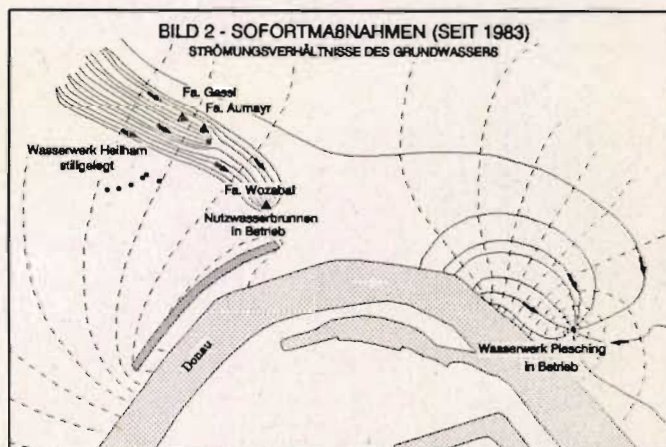 BILD 2 - SOFORTMAßNAHMEN (SEIT 1983)
STRÖMUNGSVERHÄLTNISSE DES GRUNDWASSERS
Fa. Gasel
Fa. Aumayr
Wasserwerk Heilham
stillgelegt
Fa. Wozabal
Nutzwasserbrunnen
in Betrieb
Donau
Wasserwerk Plesching
in Betrieb